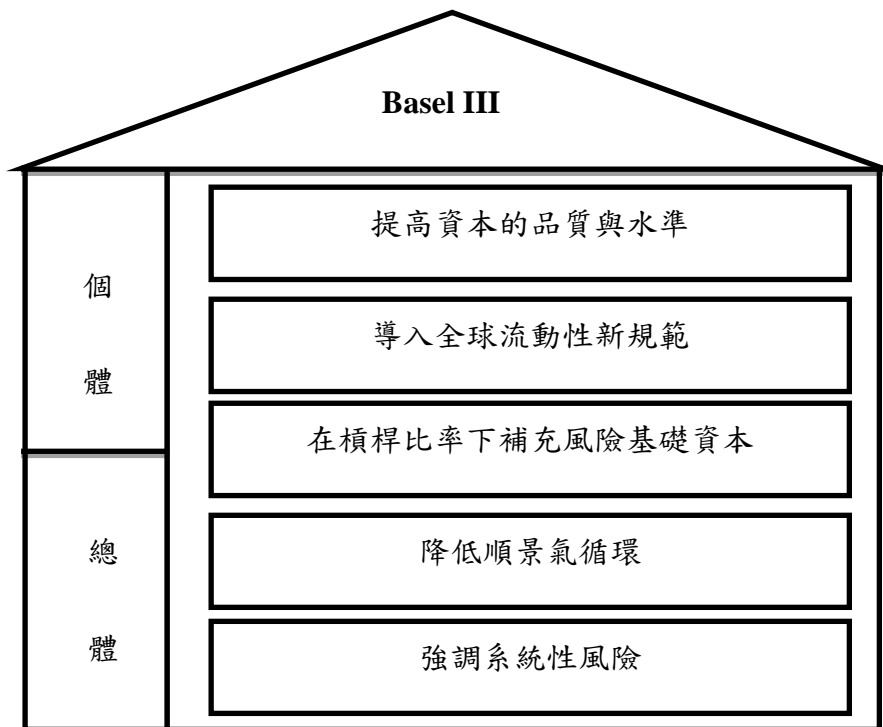 Basel III
個
體
提高資本的品質與水準
導入全球流動性新規範
在槓桿比率下補充風險基礎資本
總
體
降低順景氣循環
強調系統性風險